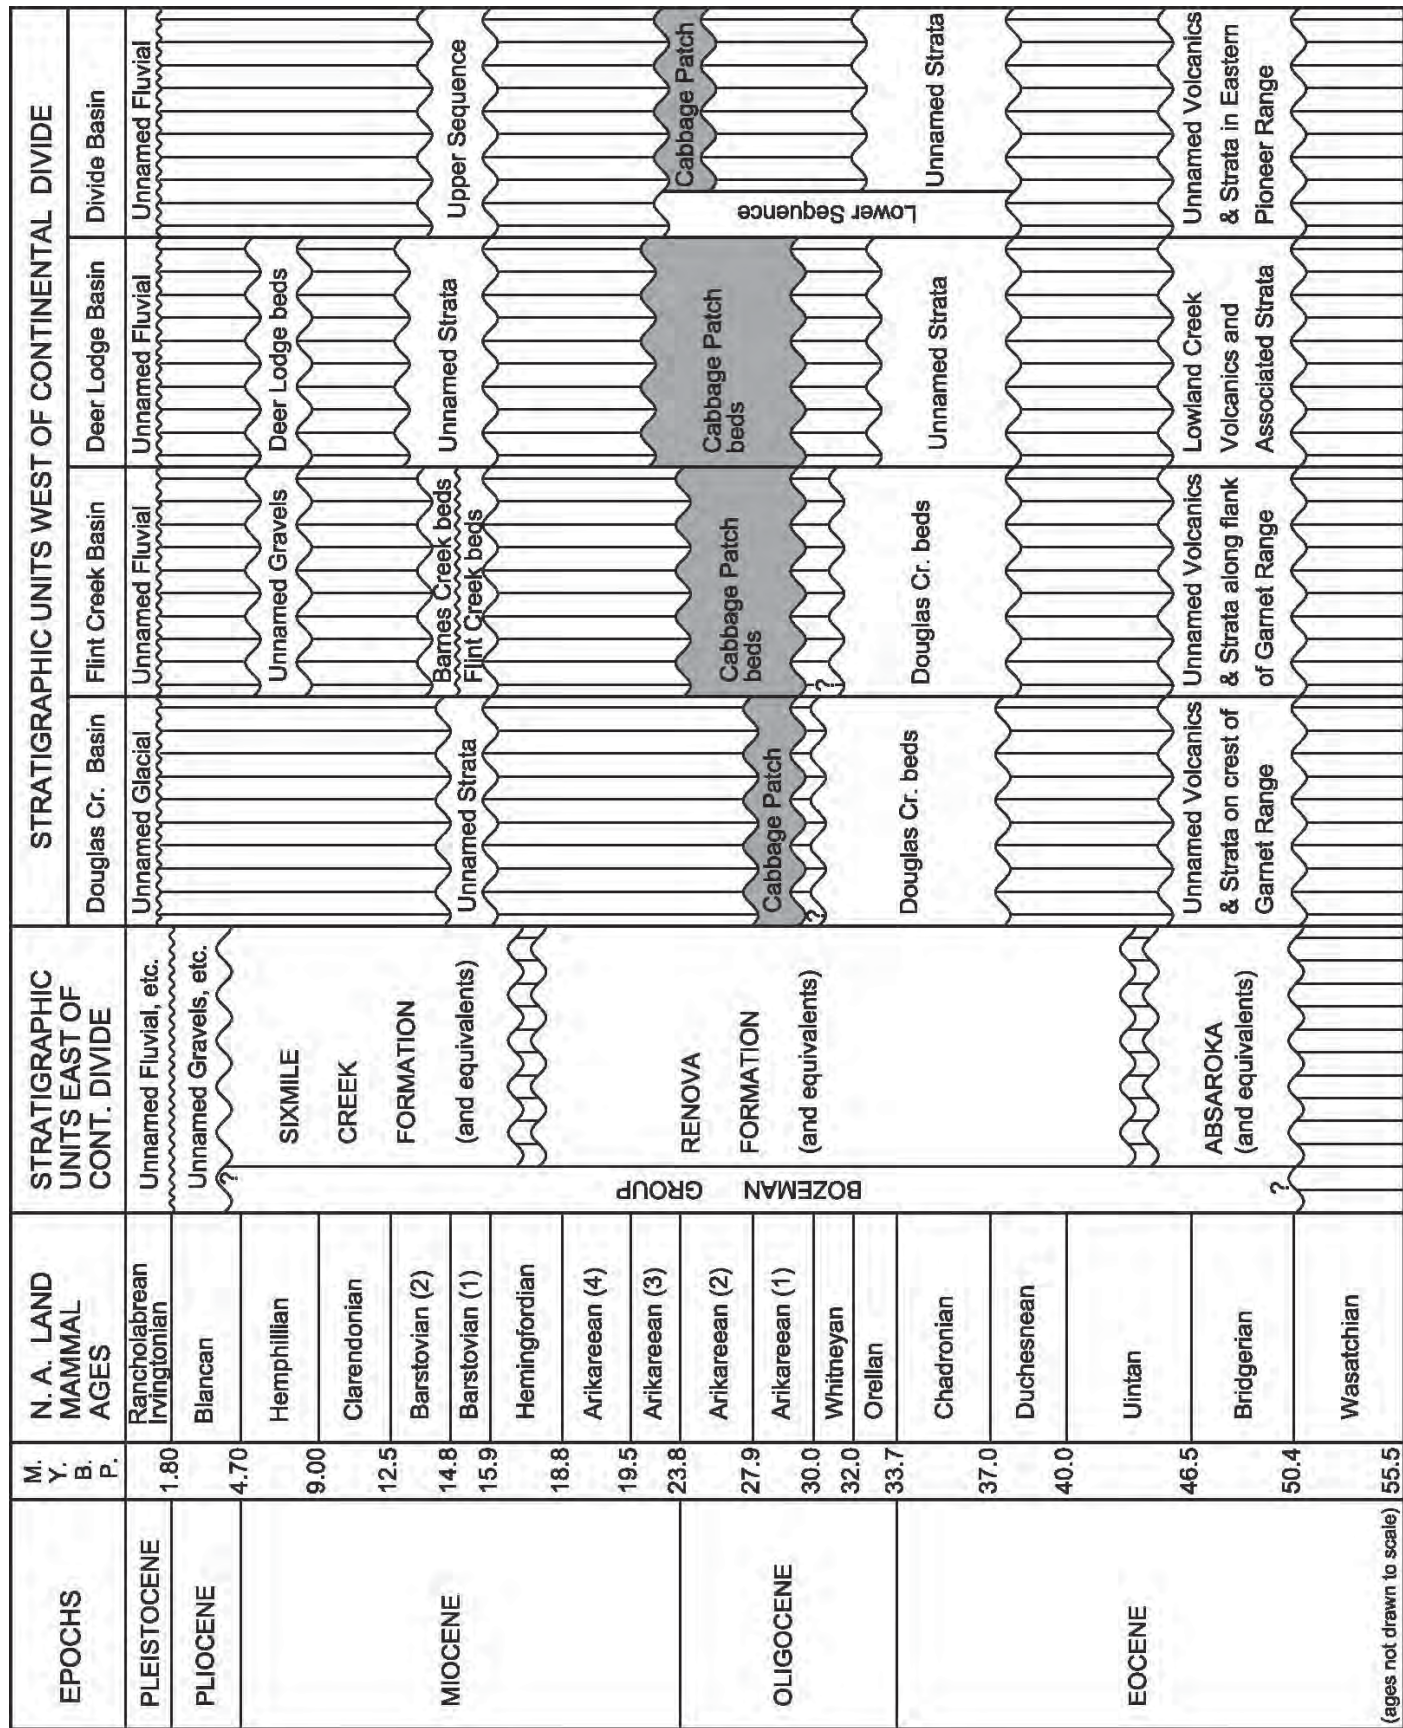 EPOCHS
M.
Y.
B.
P.
N. A. LAND
MAMMAL
AGES
STRATIGRAPHIC
UNITS EAST OF
CONT. DIVIDE
STRATIGRAPHIC UNITS WEST OF CONTINENTAL DIVIDE
Douglas Cr. Basin
Flint Creek Basin
Deer Lodge Basin
Divide Basin
PLEISTOCENE
PLIOCENE
MIOCENE
OLIGOCENE
EOCENE
(ages not drawn to scale)
1.80
4.70
9.00
12.5
14.8
15.9
18.8
19.5
23.8
27.9
30.0
32.0
33.7
37.0
40.0
46.5
50.4
55.5
Rancholabrean
Irvingtonian
Blancan
Hemphillian
Clarendonian
Barstovian (2)
Barstovian (1)
Hemingfordian
Arikareean (4)
Arikareean (3)
Arikareean (2)
Arikareean (1)
Whitneyan
Orellan
Chadronian
Duchesnean
Uintan
Bridgerian
Wasatchian
Unnamed Fluvial, etc.
Unnamed Gravels, etc.
?
BOZEMAN GROUP
?
SIXMILE
CREEK
FORMATION
(and equivalents)
RENOVA
FORMATION
(and equivalents)
ABSAROKA
(and equivalents)
Unnamed Glacial
Unnamed Strata
Cabbage Patch
?
Douglas Cr. beds
Unnamed Volcanics
& Strata on crest of
Garnet Range
Unnamed Fluvial
Unnamed Gravels
Barnes Creek beds
Flint Creek beds
Cabbage Patch
beds
?
Douglas Cr. beds
Unnamed Volcanics
& Strata along flank
of Garnet Range
Unnamed Fluvial
Deer Lodge beds
Unnamed Strata
Cabbage Patch
beds
Unnamed Strata
Lowland Creek
Volcanics and
Associated Strata
Unnamed Fluvial
Upper Sequence
Lower Sequence
Cabbage Patch
Unnamed Strata
Unnamed Volcanics
& Strata in Eastern
Pioneer Range